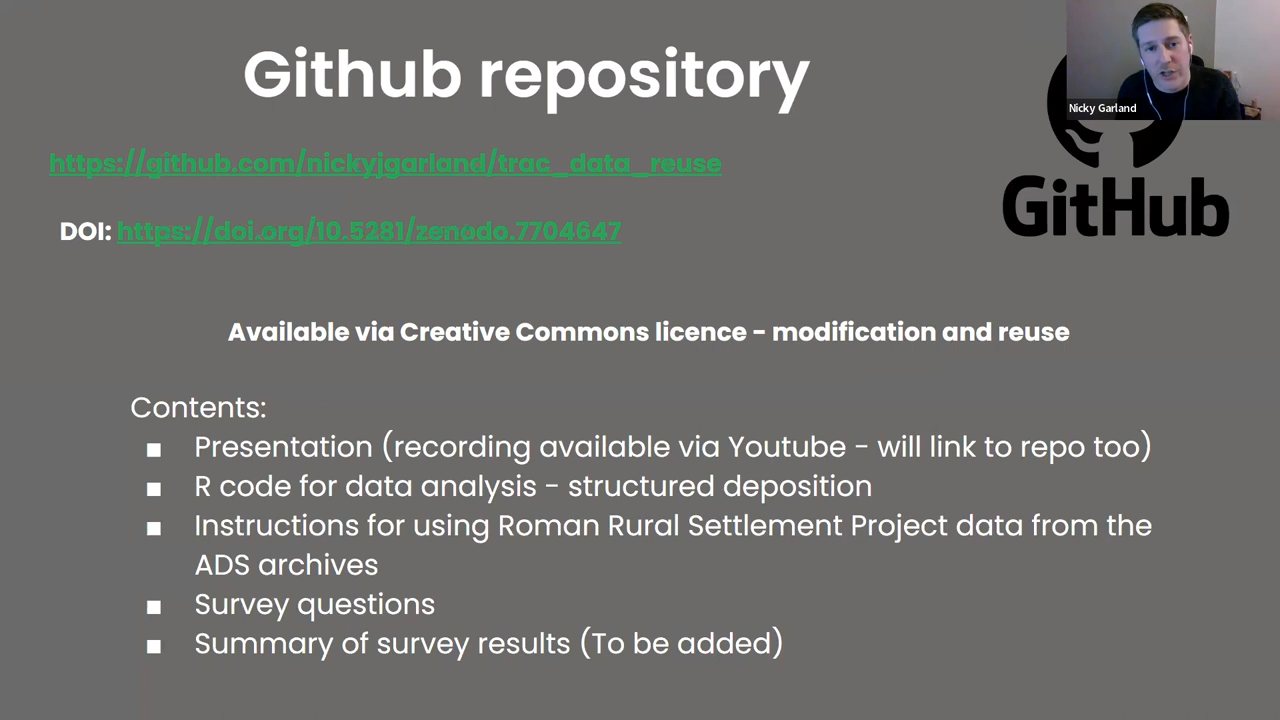 Github repository
Nicky Garland
https://github.com/nickyjgarland/trac_data_reuse
GitHub
DOI: https://doi.org/10.5281/zenodo.7704647
Available via Creative Commons licence - modification and reuse
Contents:
▪ Presentation (recording available via Youtube - will link to repo too)
▪ R code for data analysis - structured deposition
▪ Instructions for using Roman Rural Settlement Project data from the
ADS archives
▪ Survey questions
▪ Summary of survey results (To be added)